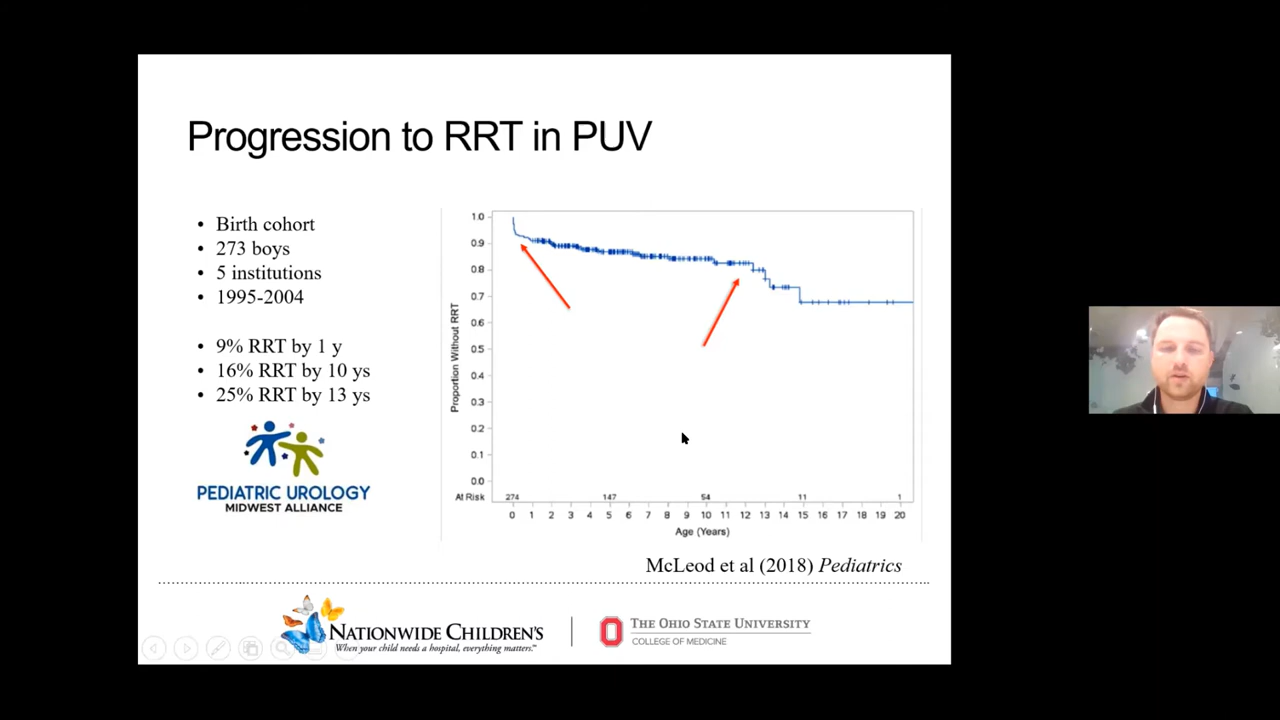 Progression to RRT in PUV
• Birth cohort
• 273 boys
• 5 institutions
• 1995-2004
• 9% RRT by 1 y
• 16% RRT by 10 ys
• 25% RRT by 13 ys
PEDIATRIC UROLOGY
MIDWEST ALLIANCE
Proportion Without RRT
1.0
0.9
0.8
0.7
0.6
0.5
0.4
0.3
0.2
0.1
0.0
At Risk 274 147 54 11 1
0 1 2 3 4 5 6 7 8 9 10 11 12 13 14 15 16 17 18 19 20
Age (Years)
McLeod et al (2018) Pediatrics
NATIONWIDE CHILDREN'S
When your child needs a hospital, everything matters.℠
THE OHIO STATE UNIVERSITY
COLLEGE OF MEDICINE